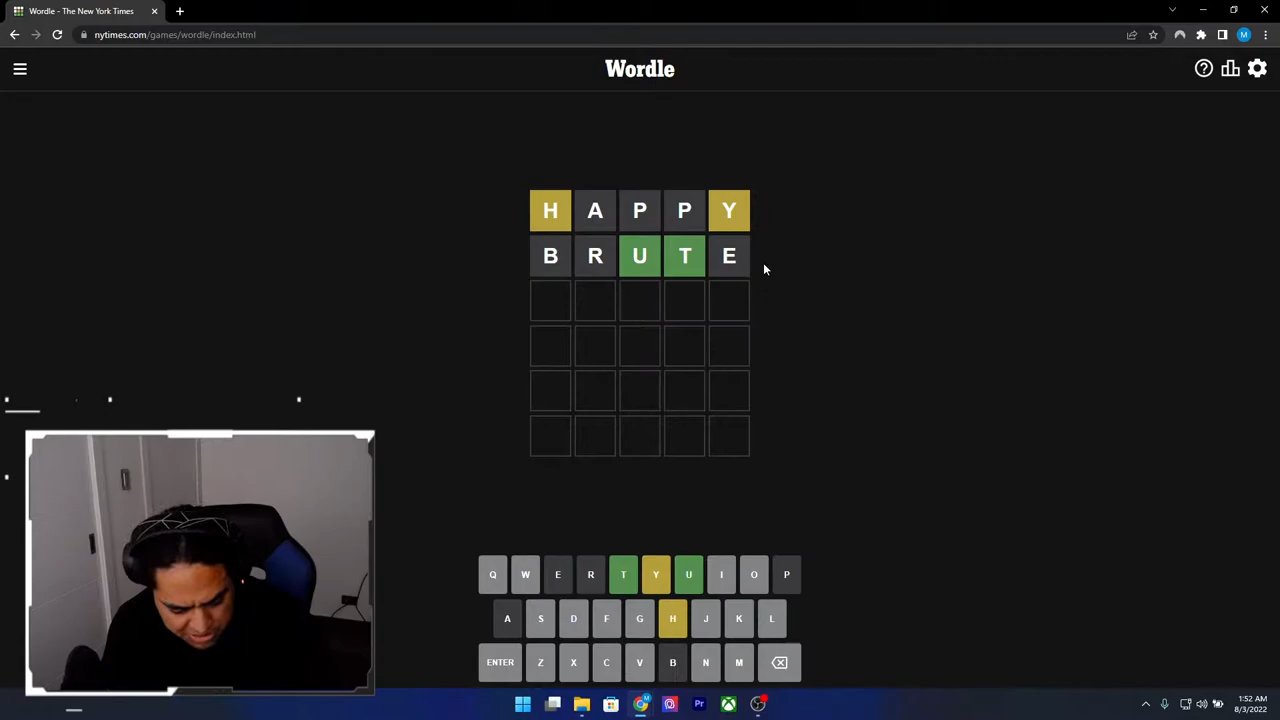 Wordle - The New York Times
nytimes.com/games/wordle/index.html
M
Wordle
H A P P Y
B R U T E
Q W E R T Y U I O P
A S D F G H J K L
ENTER Z X C V B N M
Pr
1:52 AM
8/3/2022